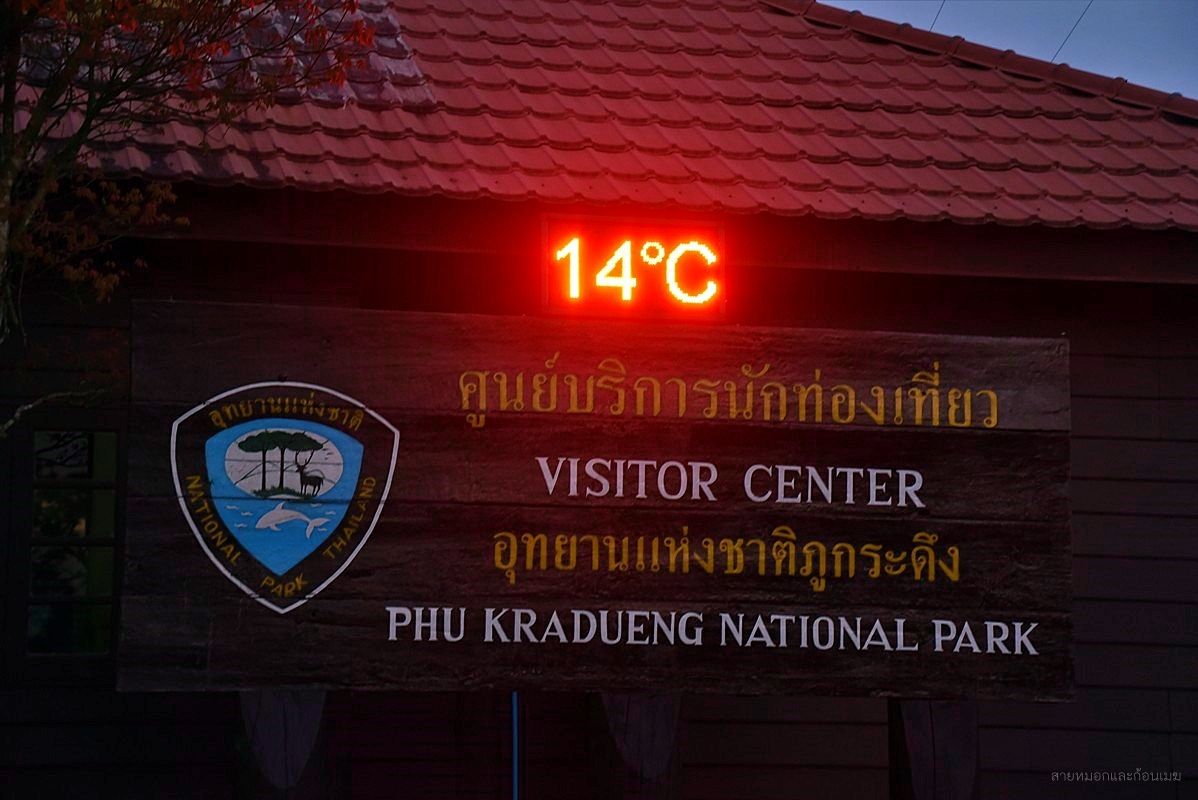 14°C
ศูนย์บริการนักท่องเที่ยว
VISITOR CENTER
อุทยานแห่งชาติภูกระดึง
PHU KRADUENG NATIONAL PARK
อุทยานแห่งชาติ
NATIONAL PARK THAILAND
สายหมอกและก้อนเมฆ